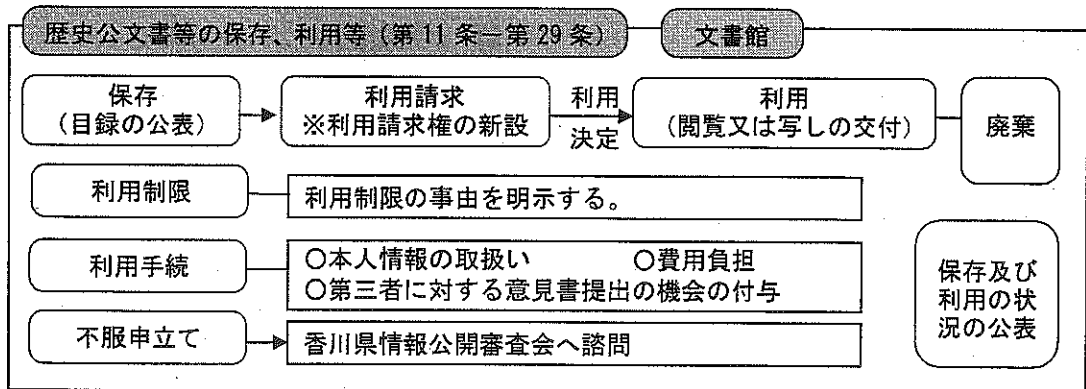 歴史公文書等の保存、利用等(第11条―第29条)
文書館
保存
(目録の公表)
利用請求
※利用請求権の新設
利用
決定
利用
(閲覧又は写しの交付)
廃棄
利用制限
利用制限の事由を明示する。
利用手続
〇本人情報の取扱い 〇費用負担
〇第三者に対する意見書提出の機会の付与
保存及び
利用の状
況の公表
不服申立て
香川県情報公開審査会へ諮問